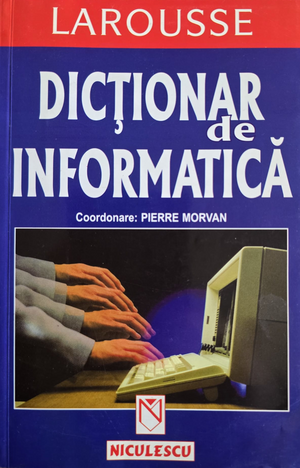 LAROUSSE
DICȚIONAR
de
INFORMATICĂ
Coordonare: PIERRE MORVAN
N
NICULESCU